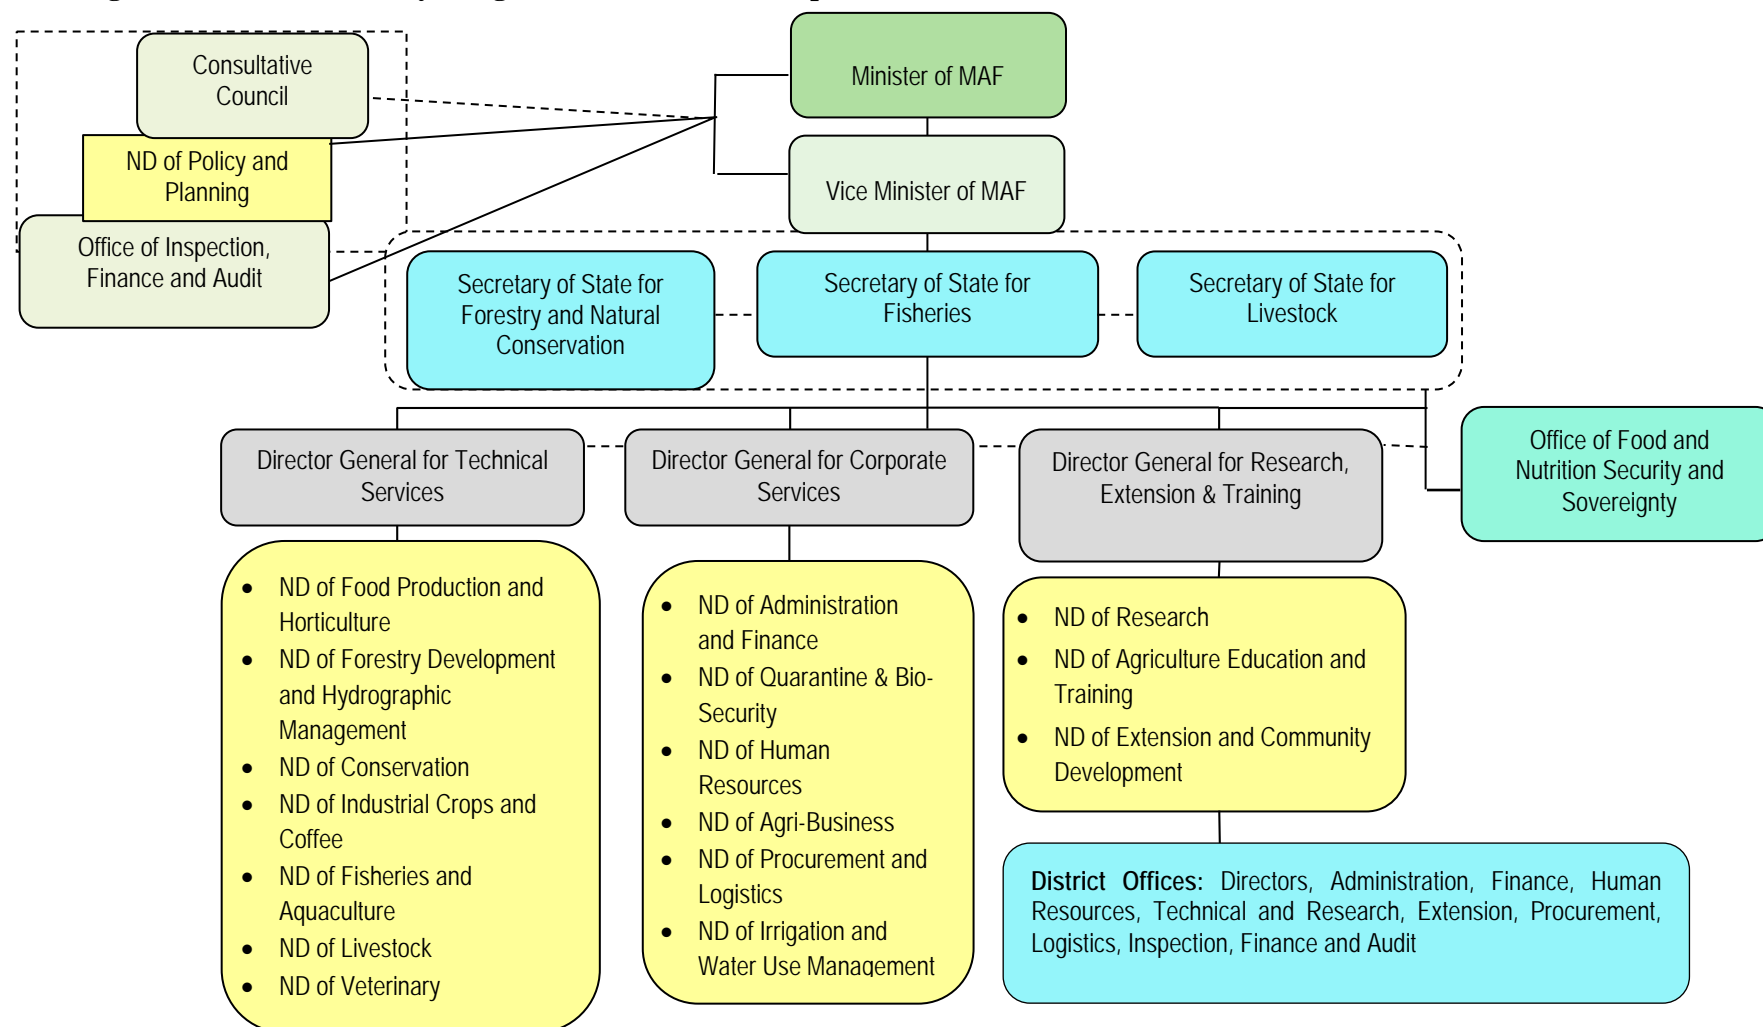 Consultative
Council
ND of Policy and
Planning
Office of Inspection,
Finance and Audit
Minister of MAF
Vice Minister of MAF
Secretary of State for
Forestry and Natural
Conservation
Secretary of State for
Fisheries
Secretary of State for
Livestock
Director General for Technical
Services
Director General for Corporate
Services
Director General for Research,
Extension & Training
Office of Food and
Nutrition Security and
Sovereignty
• ND of Food Production and
Horticulture
• ND of Forestry Development
and Hydrographic
Management
• ND of Conservation
• ND of Industrial Crops and
Coffee
• ND of Fisheries and
Aquaculture
• ND of Livestock
• ND of Veterinary
• ND of Administration
and Finance
• ND of Quarantine & Bio-
Security
• ND of Human
Resources
• ND of Agri-Business
• ND of Procurement and
Logistics
• ND of Irrigation and
Water Use Management
• ND of Research
• ND of Agriculture Education and
Training
• ND of Extension and Community
Development
District Offices: Directors, Administration, Finance, Human
Resources, Technical and Research, Extension, Procurement,
Logistics, Inspection, Finance and Audit